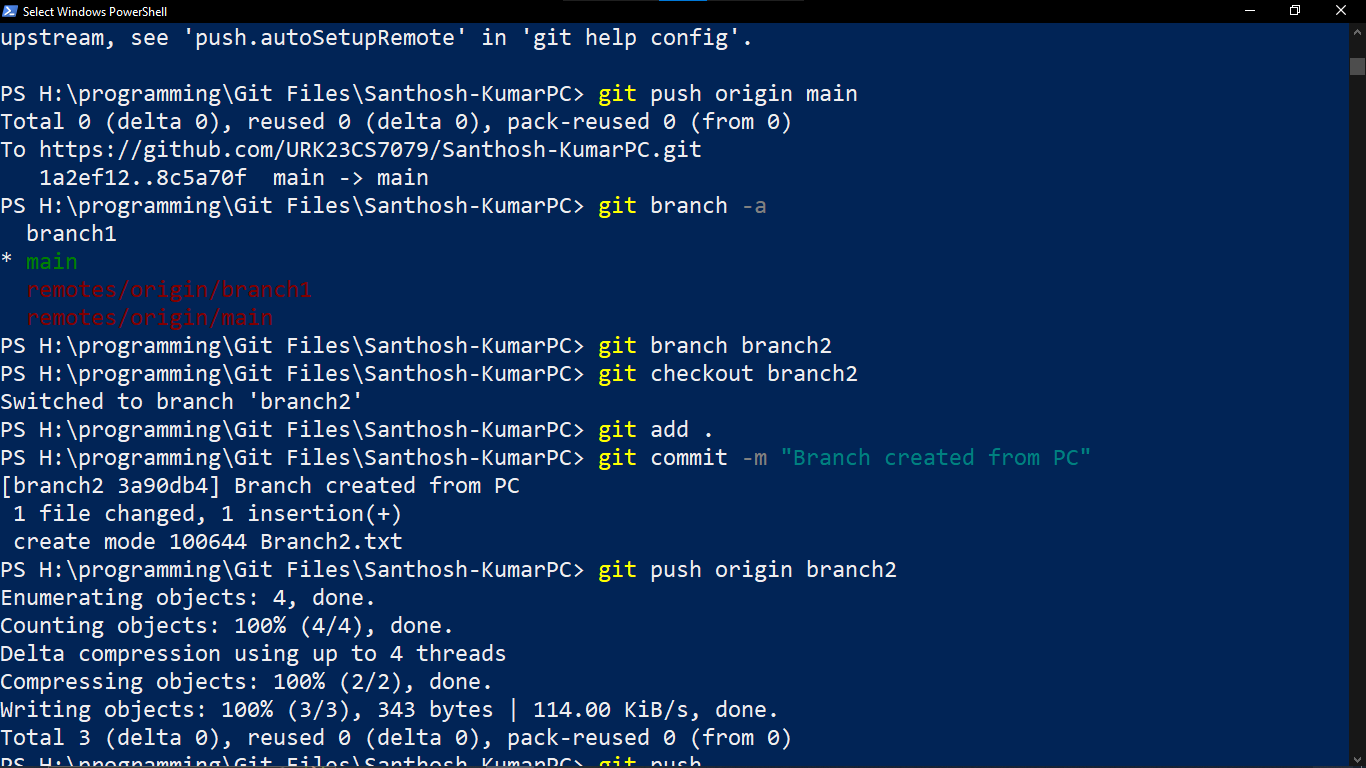 Select Windows PowerShell
upstream, see 'push.autoSetupRemote' in 'git help config'.
PS H:\programming\Git Files\Santhosh-KumarPC> git push origin main
Total 0 (delta 0), reused 0 (delta 0), pack-reused 0 (from 0)
To https://github.com/URK23CS7079/Santhosh-KumarPC.git
   1a2ef12..8c5a70f  main -> main
PS H:\programming\Git Files\Santhosh-KumarPC> git branch -a
  branch1
* main
  remotes/origin/branch1
  remotes/origin/main
PS H:\programming\Git Files\Santhosh-KumarPC> git branch branch2
PS H:\programming\Git Files\Santhosh-KumarPC> git checkout branch2
Switched to branch 'branch2'
PS H:\programming\Git Files\Santhosh-KumarPC> git add .
PS H:\programming\Git Files\Santhosh-KumarPC> git commit -m "Branch created from PC"
[branch2 3a90db4] Branch created from PC
 1 file changed, 1 insertion(+)
 create mode 100644 Branch2.txt
PS H:\programming\Git Files\Santhosh-KumarPC> git push origin branch2
Enumerating objects: 4, done.
Counting objects: 100% (4/4), done.
Delta compression using up to 4 threads
Compressing objects: 100% (2/2), done.
Writing objects: 100% (3/3), 343 bytes | 114.00 KiB/s, done.
Total 3 (delta 0), reused 0 (delta 0), pack-reused 0 (from 0)
PS H:\programming\Git Files\Santhosh-KumarPC> git push